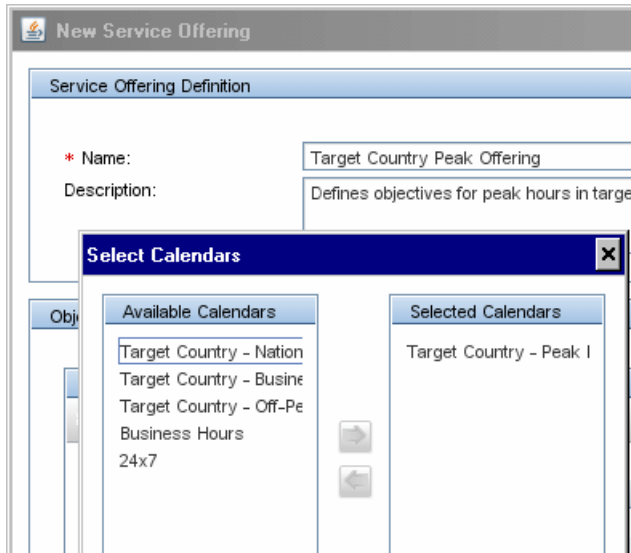 New Service Offering
Service Offering Definition
* Name:
Target Country Peak Offering
Description:
Defines objectives for peak hours in targe
Select Calendars
Obj
Available Calendars
Selected Calendars
Target Country - Nation
Target Country - Busine
Target Country - Off-Pe
Business Hours
24x7
Target Country - Peak